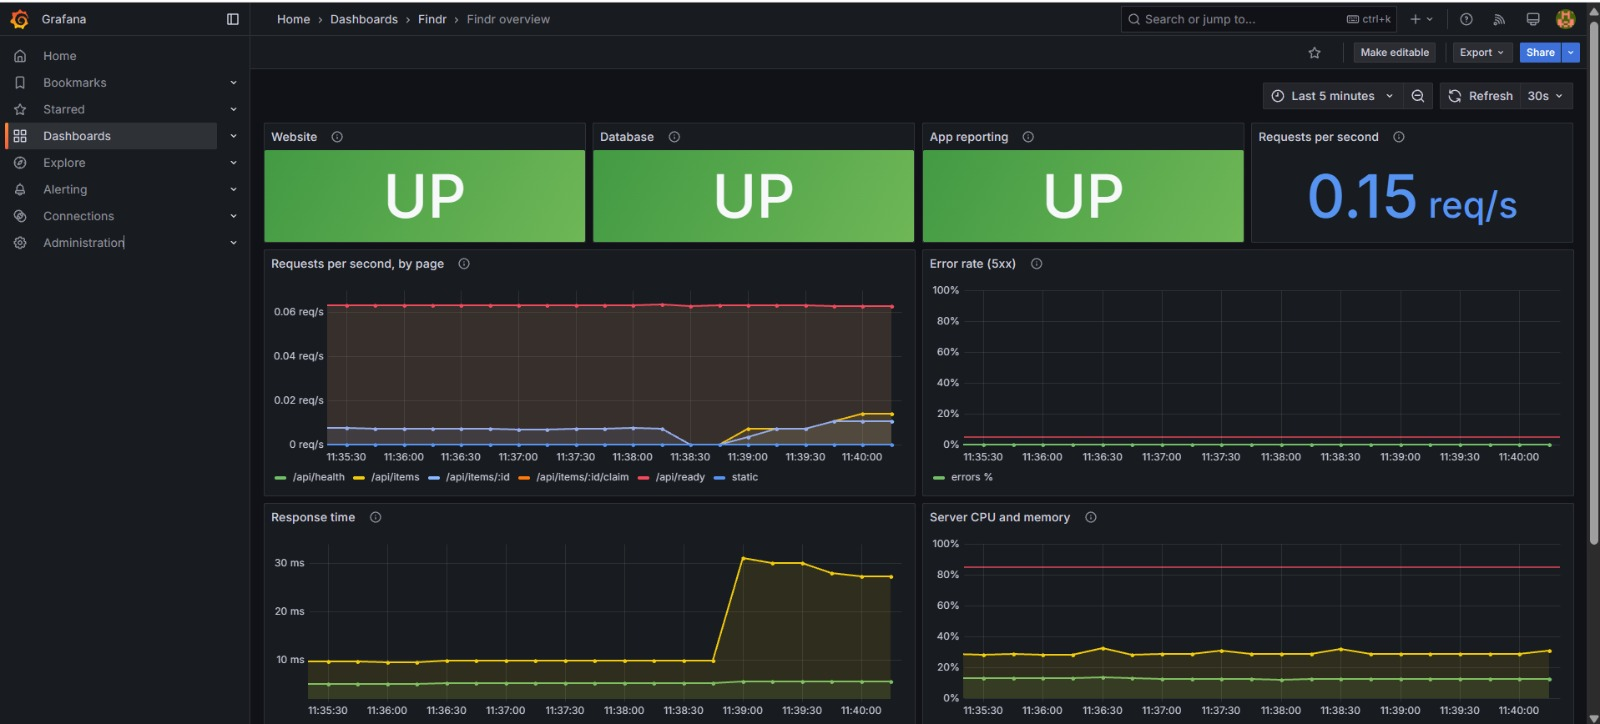 Grafana
Home › Dashboards › Findr › Findr overview
Search or jump to...
ctrl+k
Home
Bookmarks
Starred
Dashboards
Explore
Alerting
Connections
Administration
Make editable
Export
Share
Last 5 minutes
Refresh
30s
Website
UP
Database
UP
App reporting
UP
Requests per second
0.15 req/s
Requests per second, by page
0.06 req/s
0.04 req/s
0.02 req/s
0 req/s
11:35:30 11:36:00 11:36:30 11:37:00 11:37:30 11:38:00 11:38:30 11:39:00 11:39:30 11:40:00
/api/health /api/items /api/items/:id /api/items/:id/claim /api/ready static
Error rate (5xx)
100%
80%
60%
40%
20%
0%
11:35:30 11:36:00 11:36:30 11:37:00 11:37:30 11:38:00 11:38:30 11:39:00 11:39:30 11:40:00
errors %
Response time
30 ms
20 ms
10 ms
11:35:30 11:36:00 11:36:30 11:37:00 11:37:30 11:38:00 11:38:30 11:39:00 11:39:30 11:40:00
Server CPU and memory
100%
80%
60%
40%
20%
0%
11:35:30 11:36:00 11:36:30 11:37:00 11:37:30 11:38:00 11:38:30 11:39:00 11:39:30 11:40:00